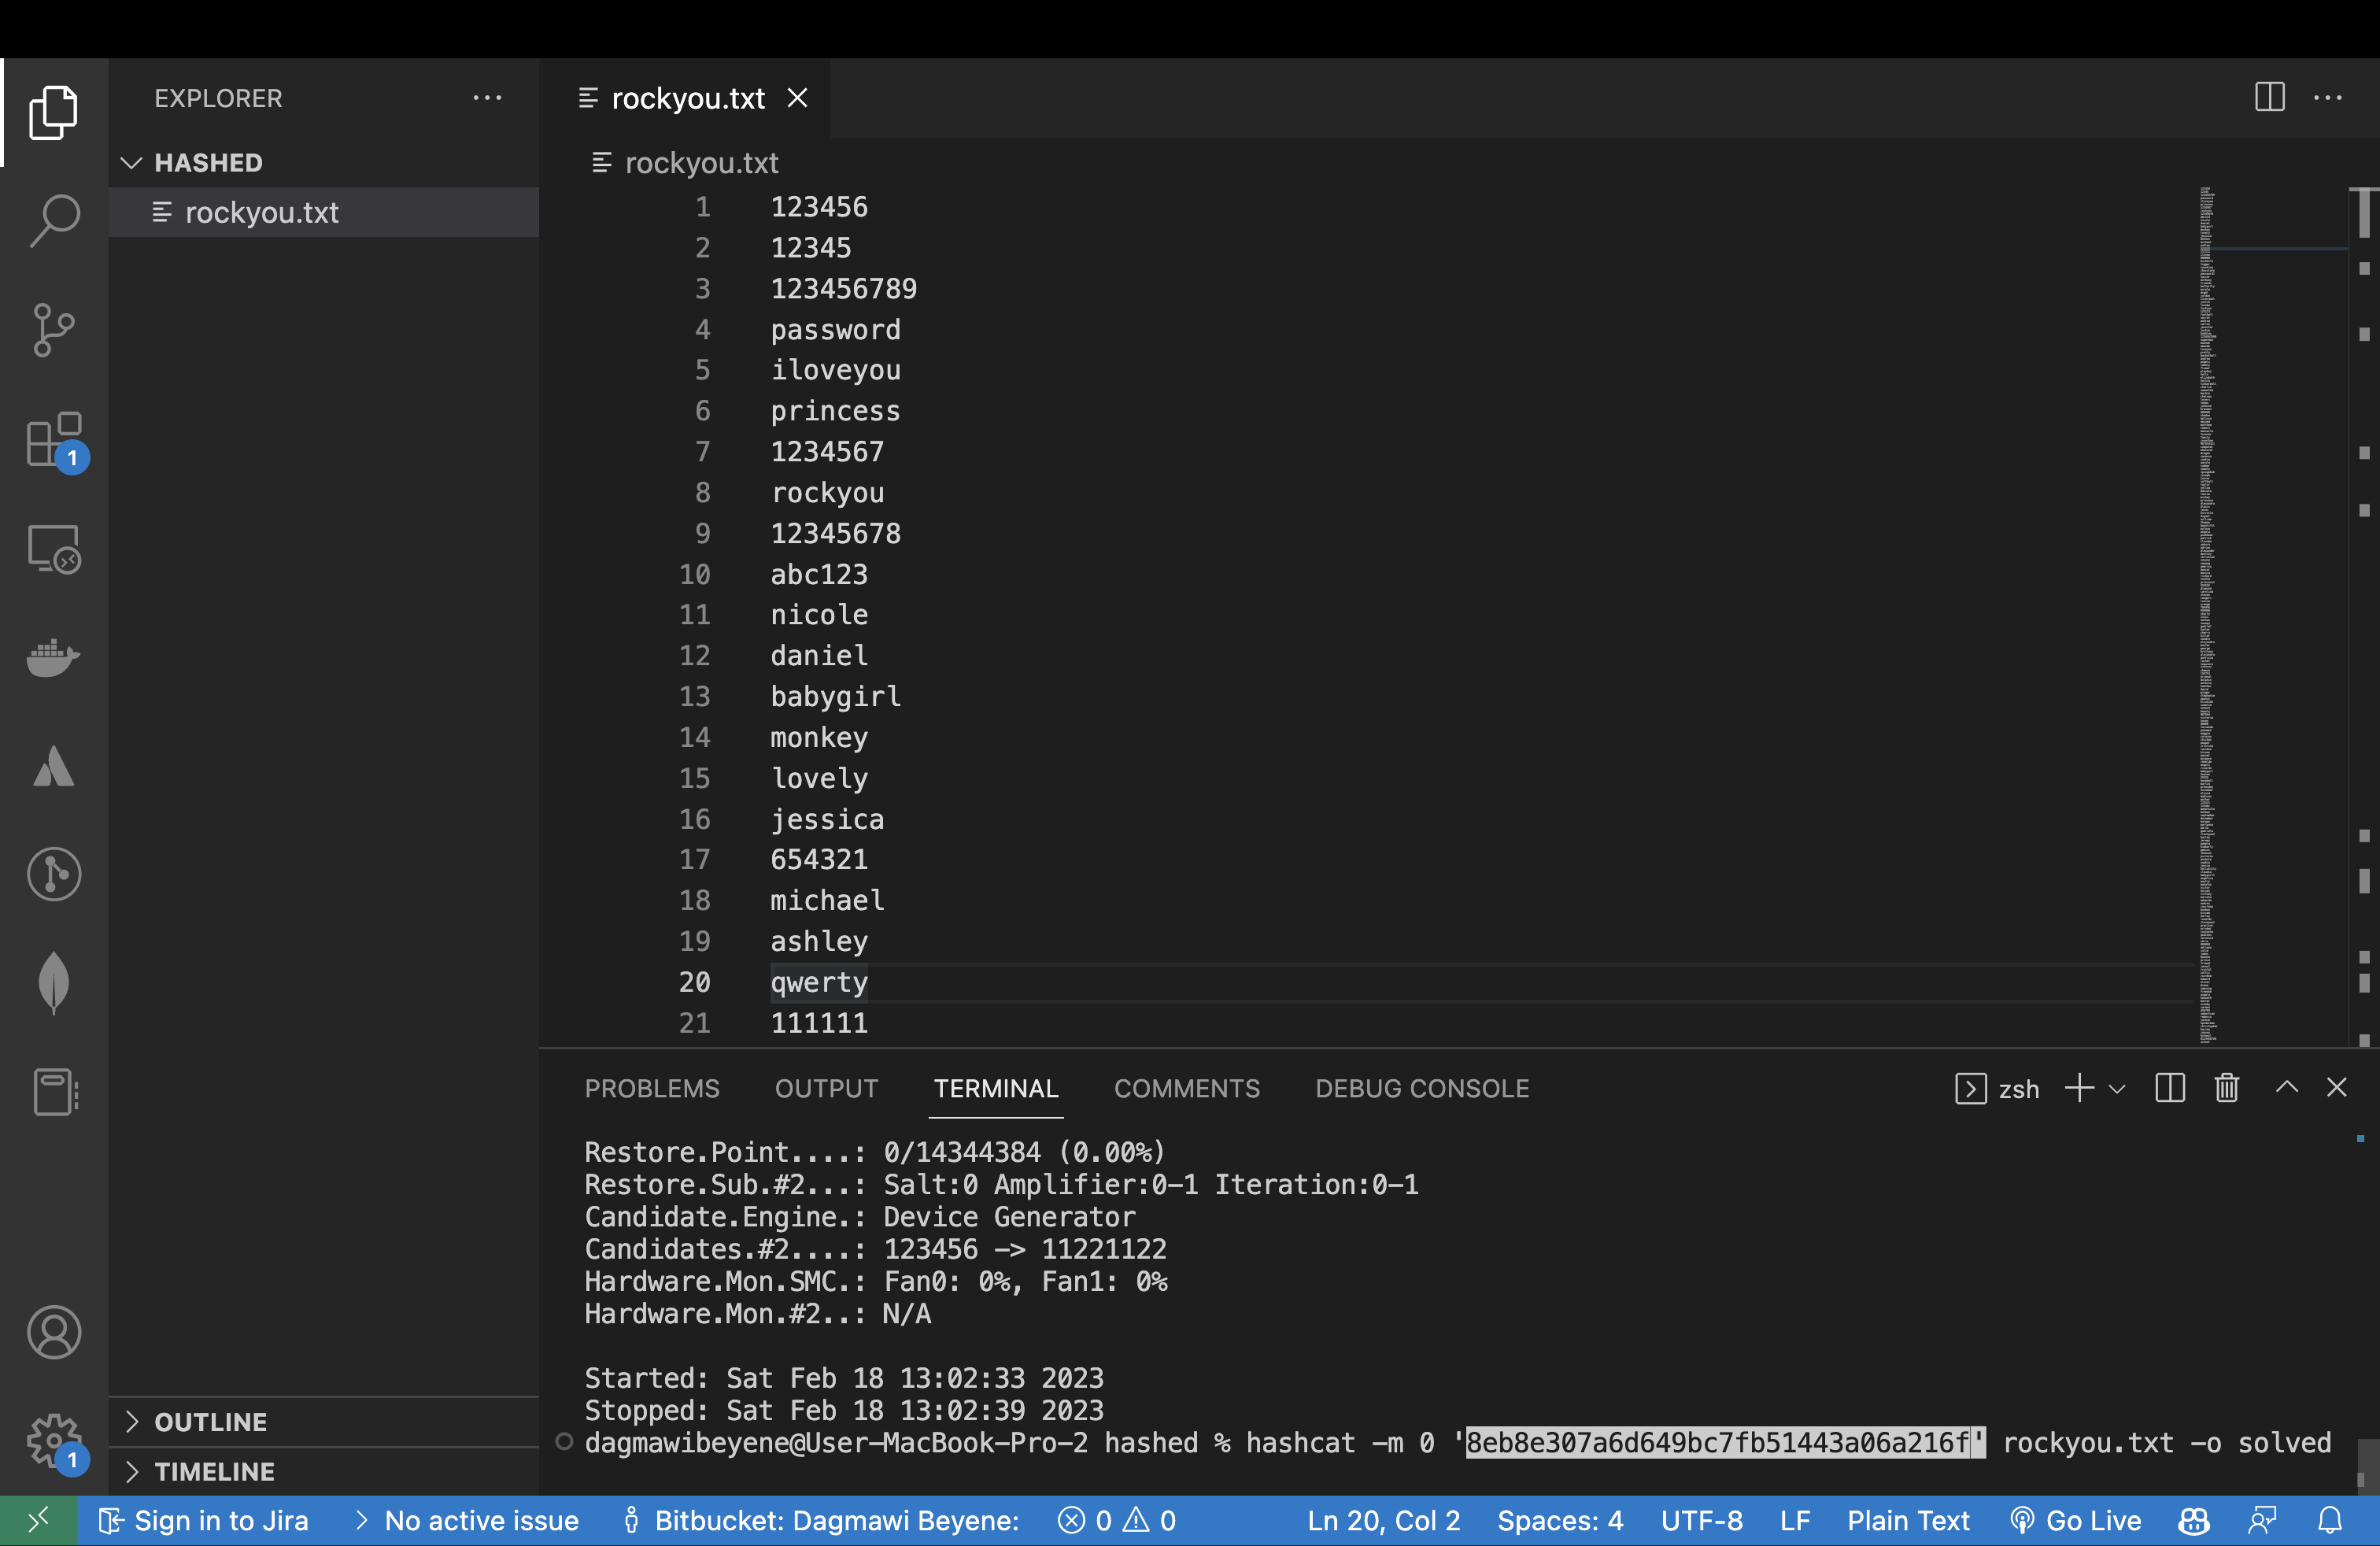 EXPLORER
HASHED
rockyou.txt
OUTLINE
TIMELINE
1
1
rockyou.txt
rockyou.txt
1 123456
2 12345
3 123456789
4 password
5 iloveyou
6 princess
7 1234567
8 rockyou
9 12345678
10 abc123
11 nicole
12 daniel
13 babygirl
14 monkey
15 lovely
16 jessica
17 654321
18 michael
19 ashley
20 qwerty
21 111111
PROBLEMS OUTPUT TERMINAL COMMENTS DEBUG CONSOLE zsh
Restore.Point....: 0/14344384 (0.00%)
Restore.Sub.#2...: Salt:0 Amplifier:0-1 Iteration:0-1
Candidate.Engine.: Device Generator
Candidates.#2....: 123456 -> 11221122
Hardware.Mon.SMC.: Fan0: 0%, Fan1: 0%
Hardware.Mon.#2..: N/A
Started: Sat Feb 18 13:02:33 2023
Stopped: Sat Feb 18 13:02:39 2023
dagmawibeyene@User-MacBook-Pro-2 hashed % hashcat -m 0 '8eb8e307a6d649bc7fb51443a06a216f' rockyou.txt -o solved
Sign in to Jira No active issue Bitbucket: Dagmawi Beyene: 0 0 Ln 20, Col 2 Spaces: 4 UTF-8 LF Plain Text Go Live